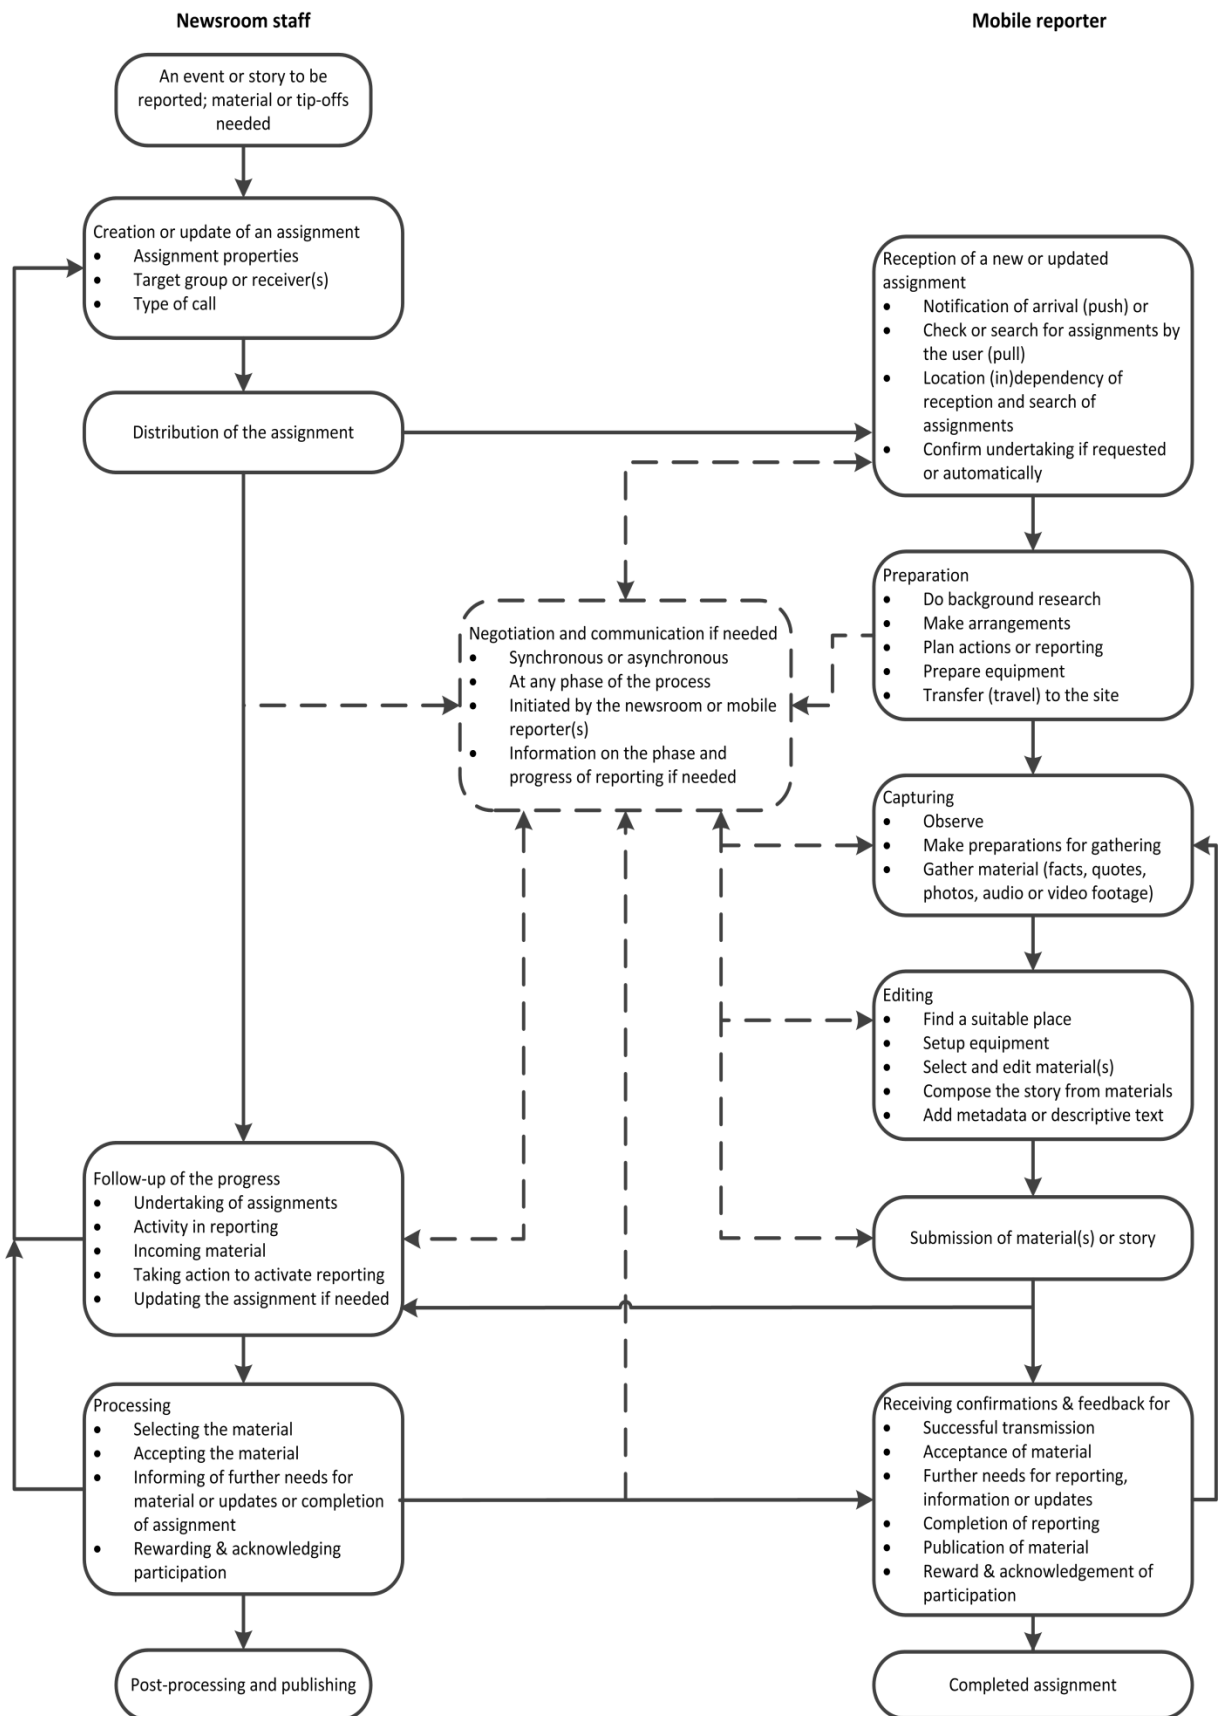 Newsroom staff
Mobile reporter
An event or story to be
reported; material or tip-offs
needed
Creation or update of an assignment
• Assignment properties
• Target group or receiver(s)
• Type of call
Distribution of the assignment
Reception of a new or updated
assignment
• Notification of arrival (push) or
• Check or search for assignments by
the user (pull)
• Location (in)dependency of
reception and search of
assignments
• Confirm undertaking if requested
or automatically
Preparation
• Do background research
• Make arrangements
• Plan actions or reporting
• Prepare equipment
• Transfer (travel) to the site
Negotiation and communication if needed
• Synchronous or asynchronous
• At any phase of the process
• Initiated by the newsroom or mobile
reporter(s)
• Information on the phase and
progress of reporting if needed
Capturing
• Observe
• Make preparations for gathering
• Gather material (facts, quotes,
photos, audio or video footage)
Editing
• Find a suitable place
• Setup equipment
• Select and edit material(s)
• Compose the story from materials
• Add metadata or descriptive text
Follow-up of the progress
• Undertaking of assignments
• Activity in reporting
• Incoming material
• Taking action to activate reporting
• Updating the assignment if needed
Submission of material(s) or story
Processing
• Selecting the material
• Accepting the material
• Informing of further needs for
material or updates or completion
of assignment
• Rewarding & acknowledging
participation
Receiving confirmations & feedback for
• Successful transmission
• Acceptance of material
• Further needs for reporting,
information or updates
• Completion of reporting
• Publication of material
• Reward & acknowledgement of
participation
Post-processing and publishing
Completed assignment